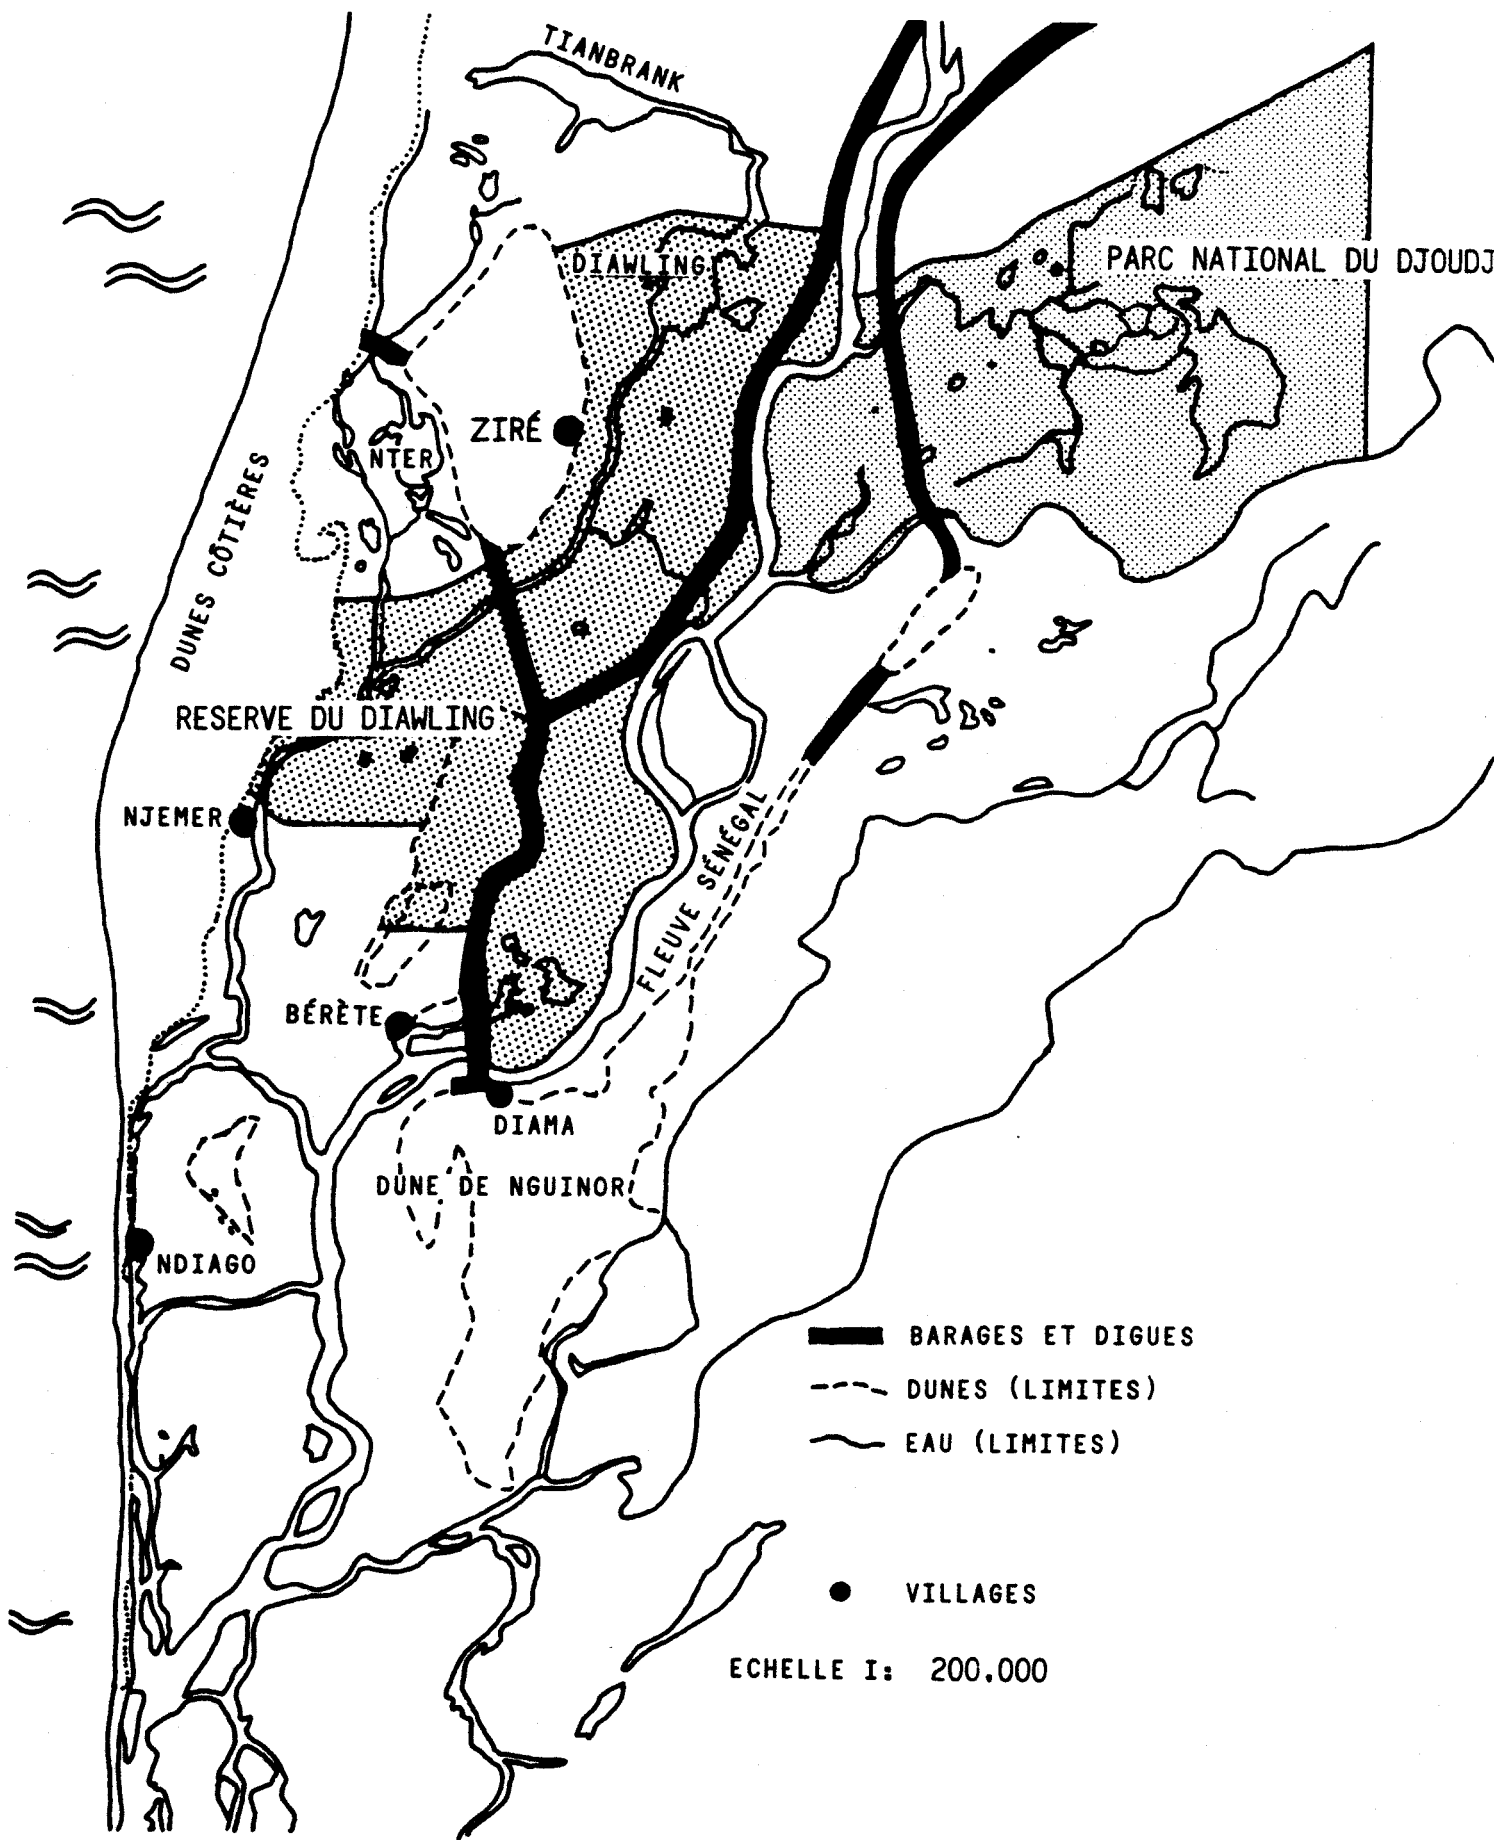 TIANBRANK
DIAWLING
PARC NATIONAL DU DJOUDJ
ZIRÉ
NTER
DUNES CÔTIÈRES
RESERVE DU DIAWLING
NJEMER
FLEUVE SÉNÉGAL
BÉRÈTE
DIAMA
DUNE DE NGUINOR
NDIAGO
BARAGES ET DIGUES
DUNES (LIMITES)
EAU (LIMITES)
VILLAGES
ECHELLE I: 200.000